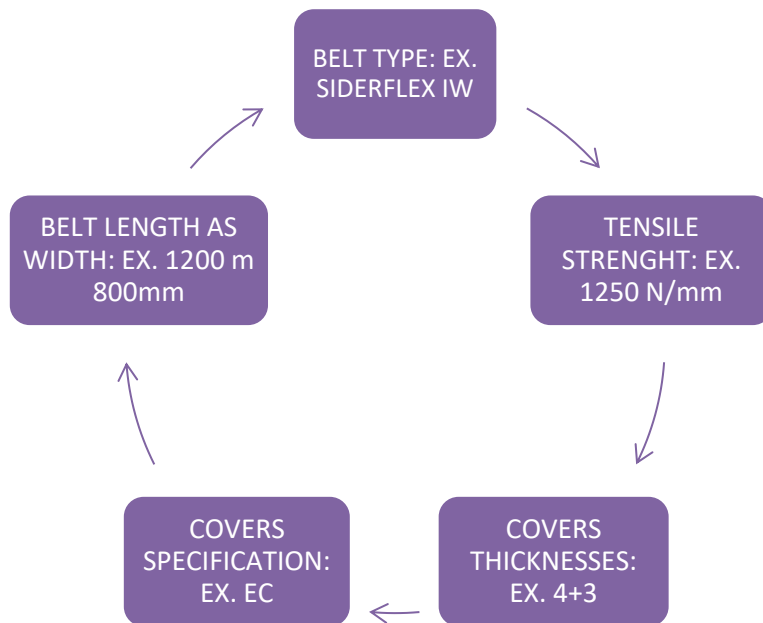 BELT TYPE: EX.
SIDERFLEX IW
TENSILE
STRENGHT: EX.
1250 N/mm
COVERS
THICKNESSES:
EX. 4+3
COVERS
SPECIFICATION:
EX. EC
BELT LENGTH AS
WIDTH: EX. 1200 m
800mm